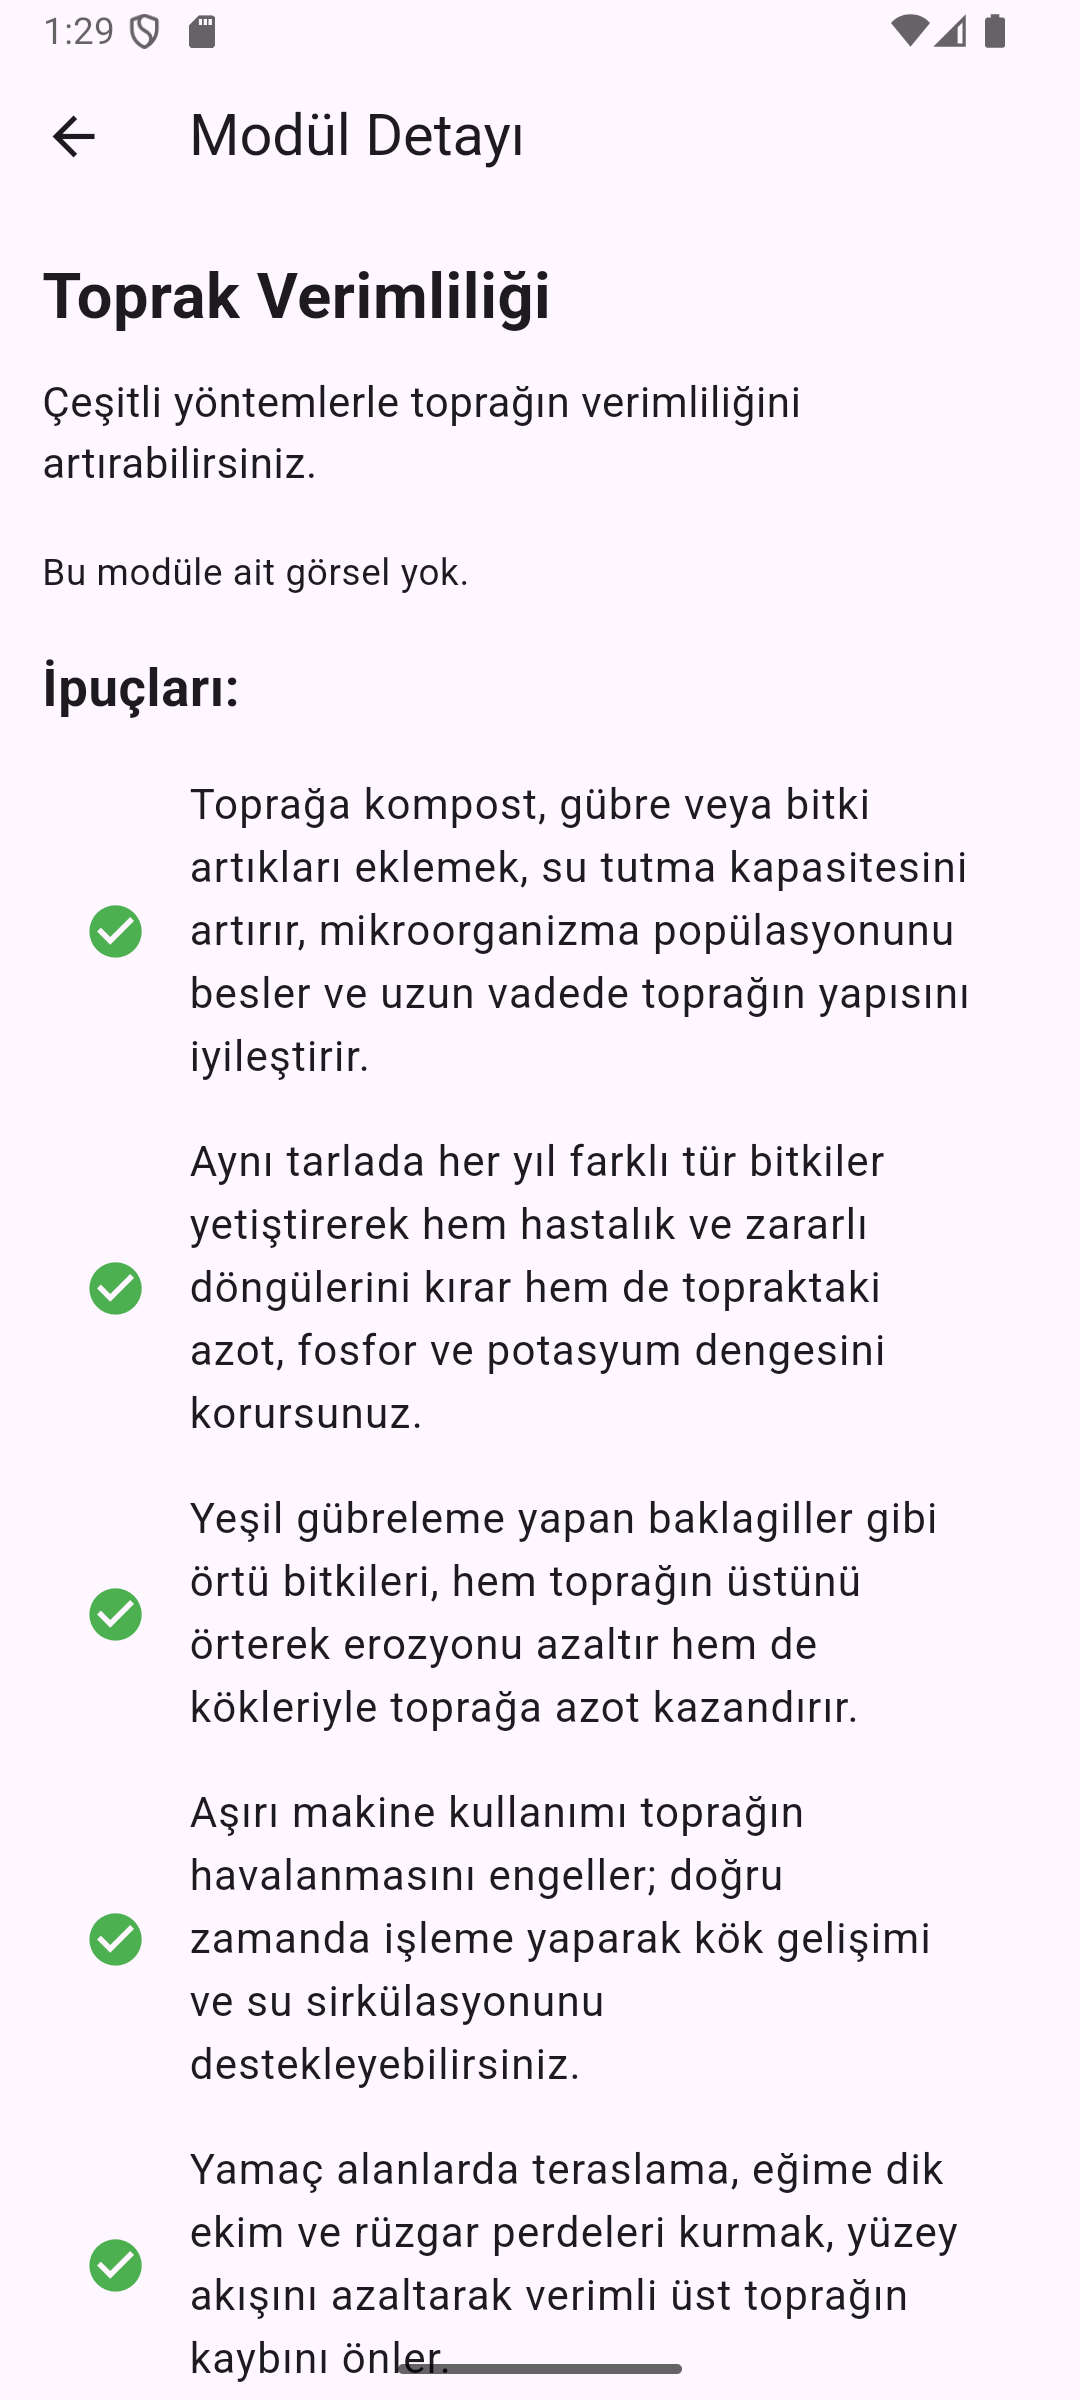 1:29
Modül Detayı
Toprak Verimliliği
Çeşitli yöntemlerle toprağın verimliliğini
artırabilirsiniz.
Bu modüle ait görsel yok.
İpuçları:
Toprağa kompost, gübre veya bitki
artıkları eklemek, su tutma kapasitesini
artırır, mikroorganizma popülasyonunu
besler ve uzun vadede toprağın yapısını
iyileştirir.
Aynı tarlada her yıl farklı tür bitkiler
yetiştirerek hem hastalık ve zararlı
döngülerini kırar hem de topraktaki
azot, fosfor ve potasyum dengesini
korursunuz.
Yeşil gübreleme yapan baklagiller gibi
örtü bitkileri, hem toprağın üstünü
örterek erozyonu azaltır hem de
kökleriyle toprağa azot kazandırır.
Aşırı makine kullanımı toprağın
havalanmasını engeller; doğru
zamanda işleme yaparak kök gelişimi
ve su sirkülasyonunu
destekleyebilirsiniz.
Yamaç alanlarda teraslama, eğime dik
ekim ve rüzgar perdeleri kurmak, yüzey
akışını azaltarak verimli üst toprağın
kaybını önler.